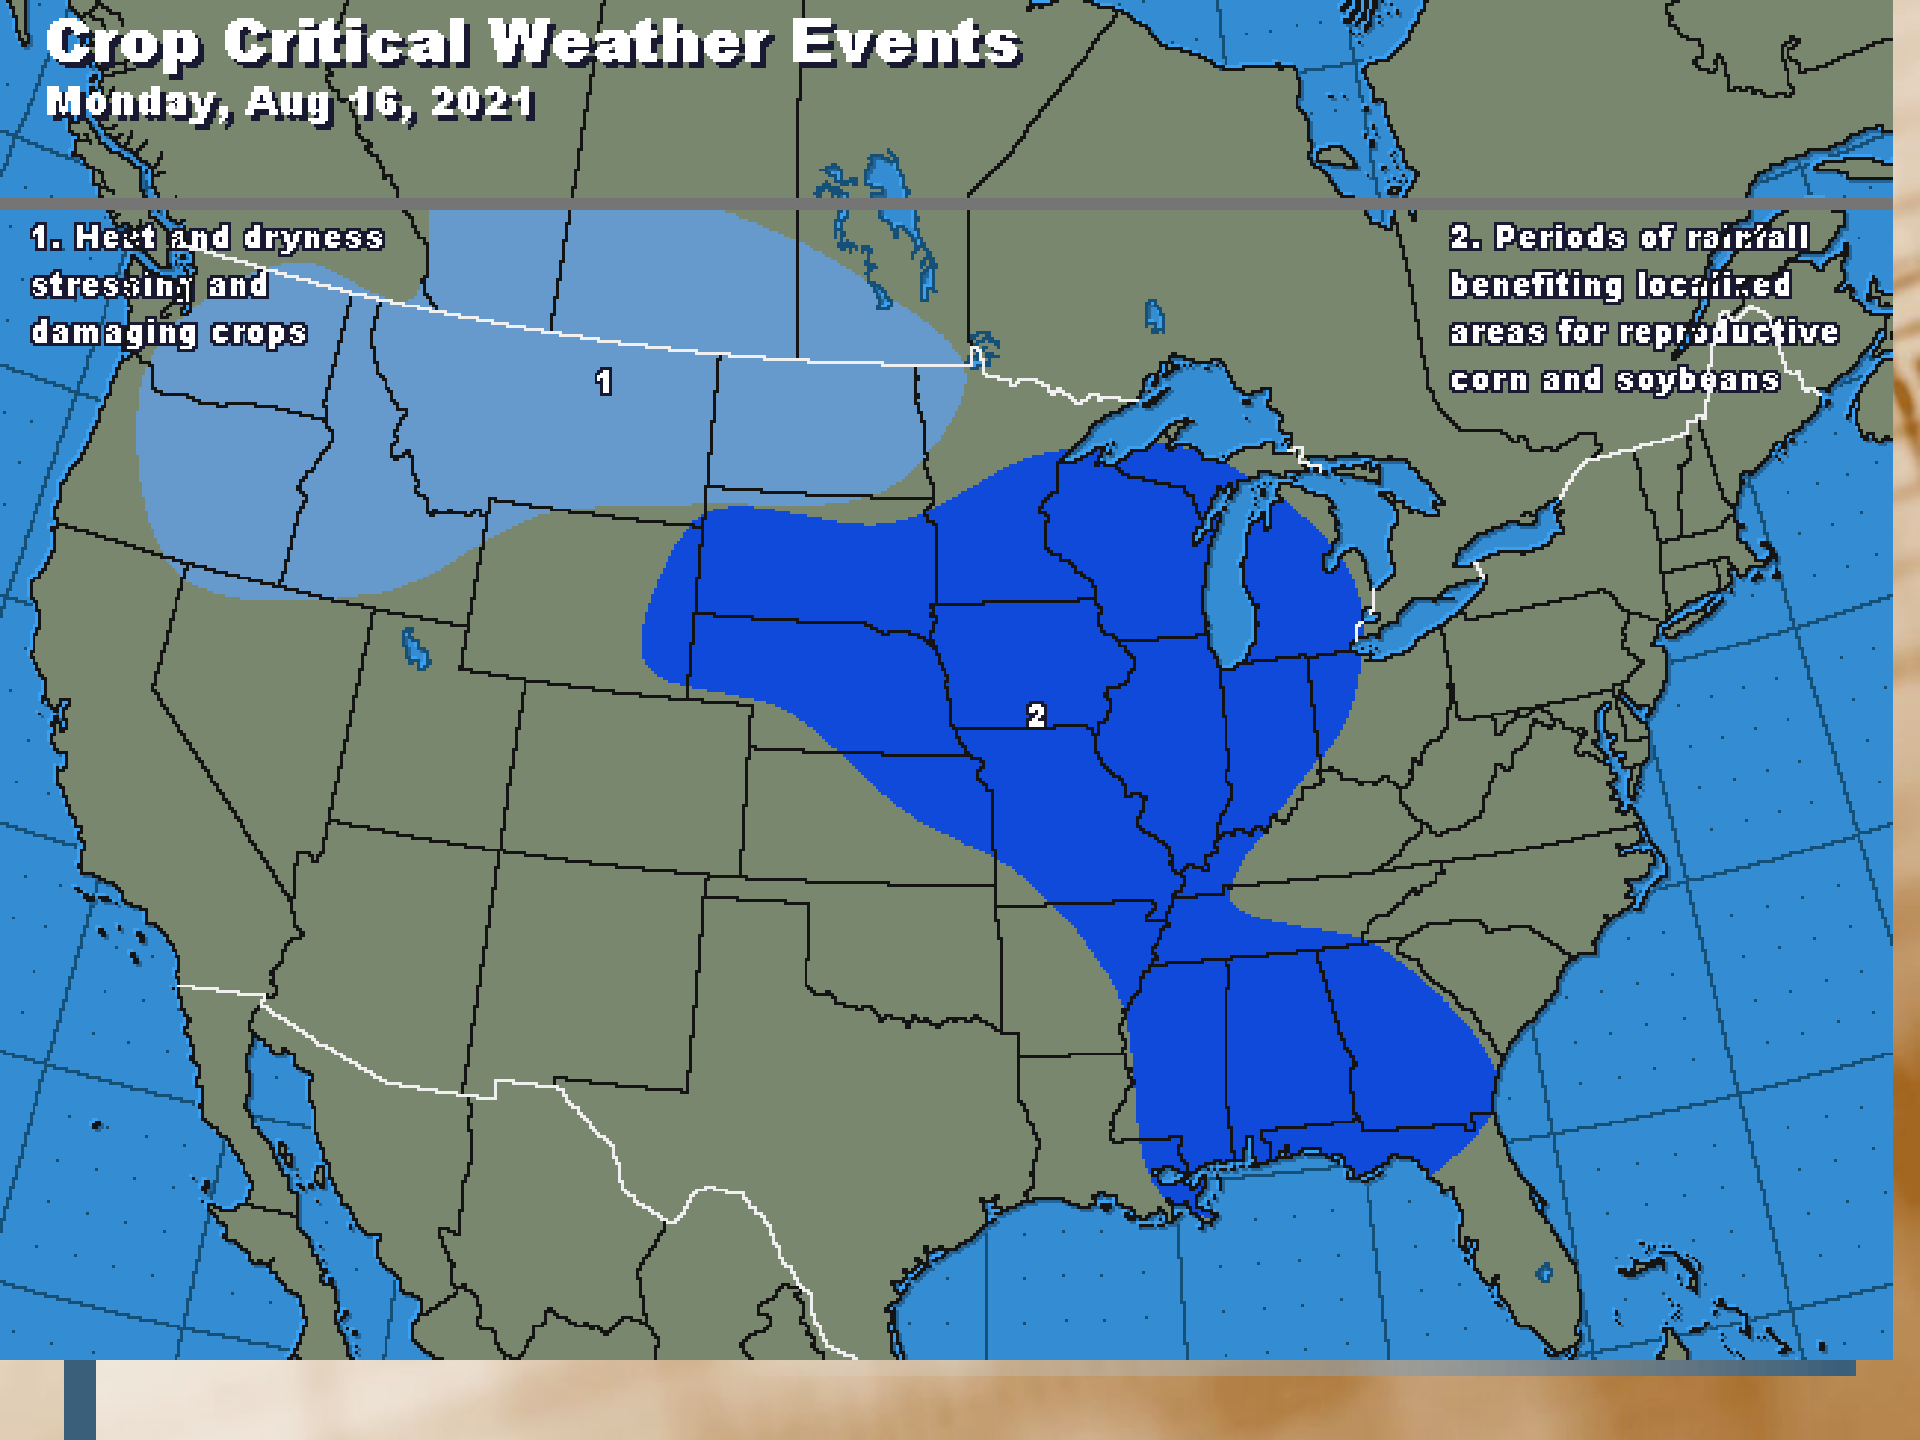 Crop Critical Weather Events
Monday, Aug 16, 2021
1. Heat and dryness
stressing and
damaging crops
2. Periods of rainfall
benefiting localized
areas for reproductive
corn and soybeans
1
2